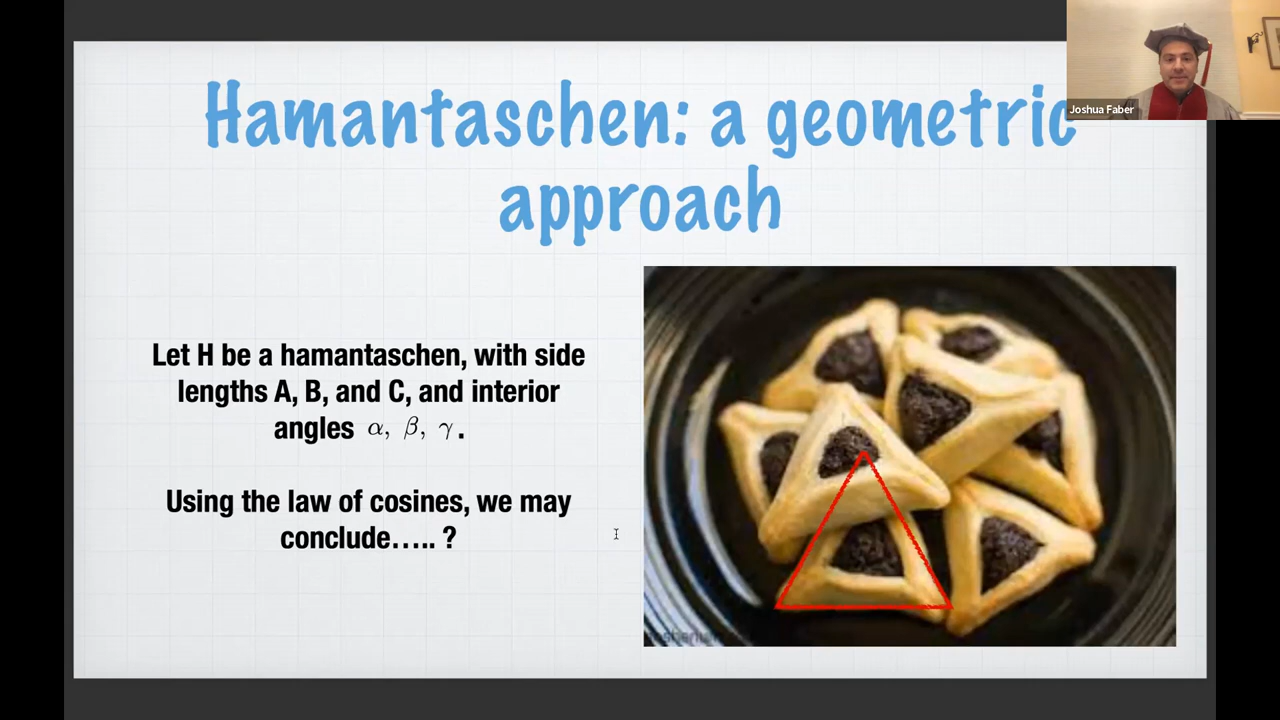 Hamantaschen: a geometric
approach
Joshua Faber
Let H be a hamantaschen, with side
lengths A, B, and C, and interior
angles α, β, γ.
Using the law of cosines, we may
conclude….. ?